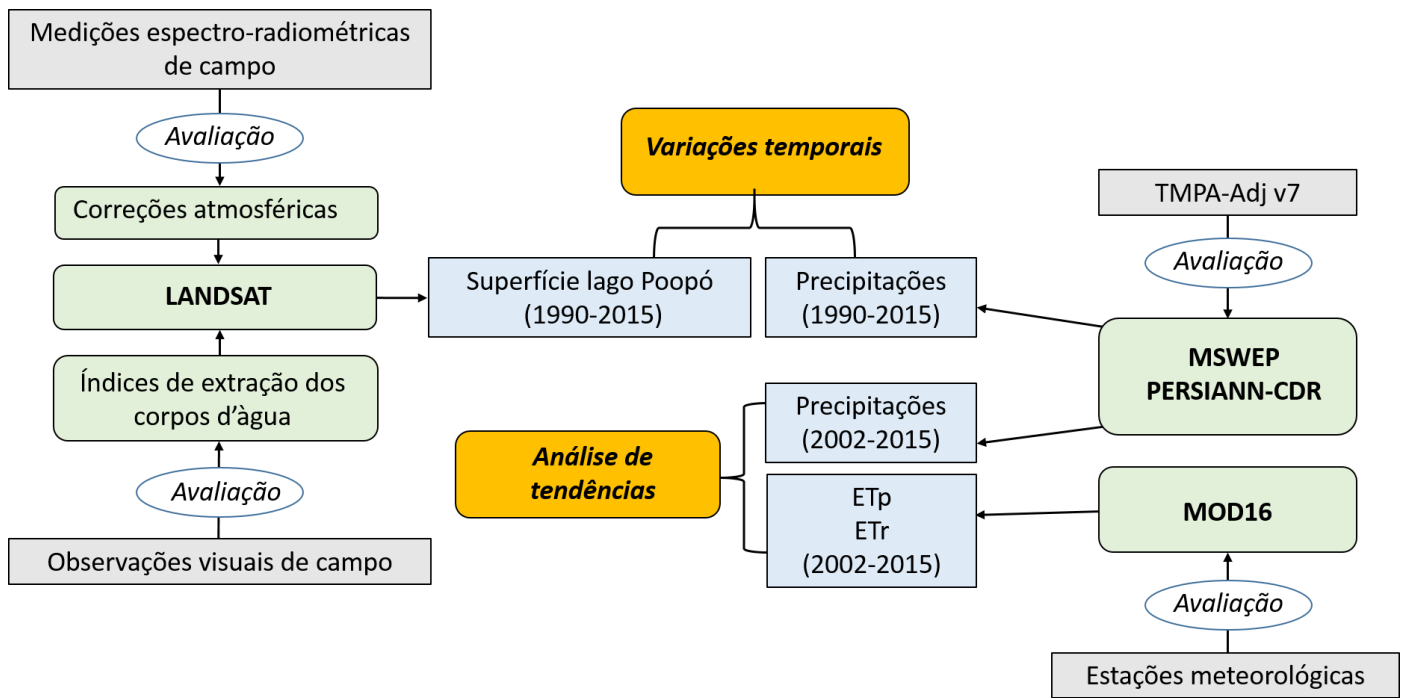 Medições espectro-radiométricas
de campo
Avaliação
Correções atmosféricas
LANDSAT
Índices de extração dos
corpos d'àgua
Avaliação
Observações visuais de campo
Variações temporais
Superfície lago Poopó
(1990-2015)
Precipitações
(1990-2015)
Análise de
tendências
Precipitações
(2002-2015)
ETp
ETr
(2002-2015)
TMPA-Adj v7
Avaliação
MSWEP
PERSIANN-CDR
MOD16
Avaliação
Estações meteorológicas